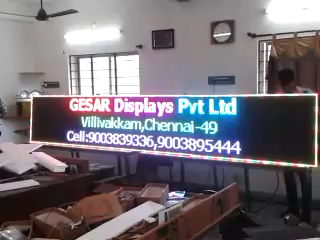 GESAR Displays Pvt Ltd
Villivakkam,Chennai-49
Cell:9003839336,9003895444